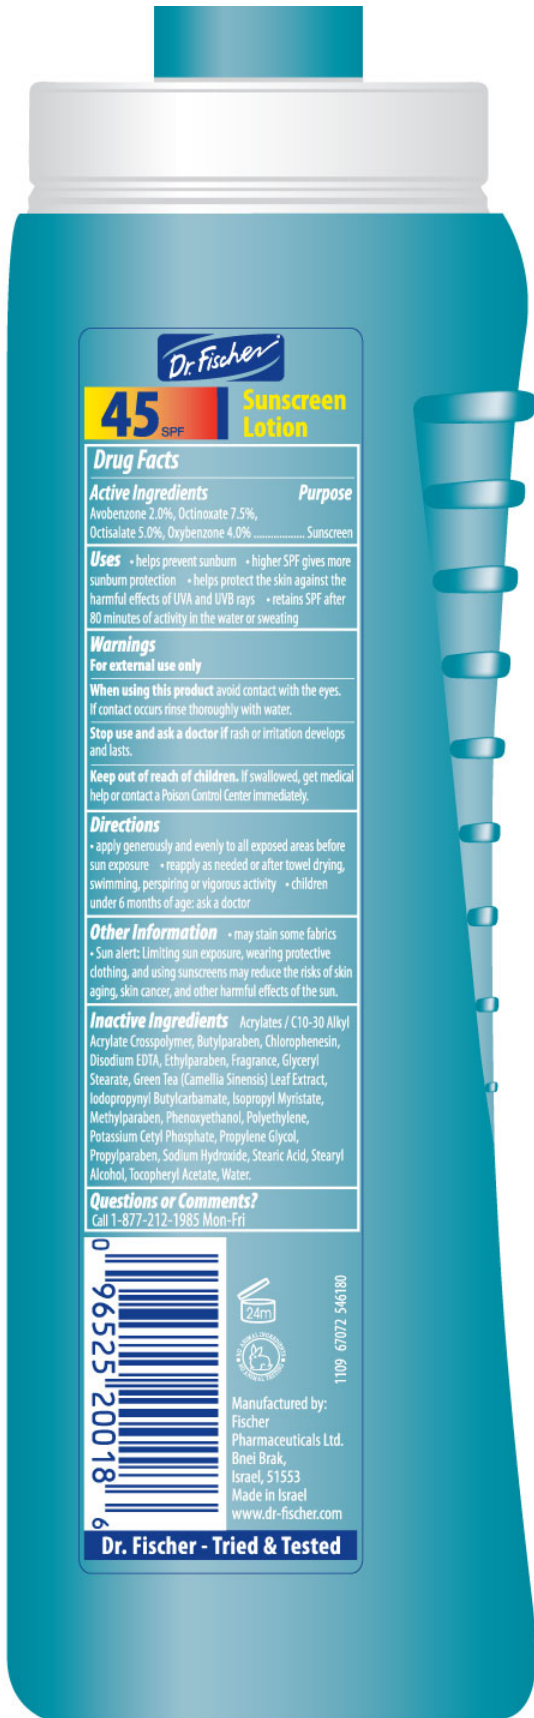 Dr. Fischer
45 SPF
Sunscreen
Lotion
Drug Facts
Active Ingredients Purpose
Avobenzone 2.0%, Octinoxate 7.5%,
Octisalate 5.0%, Oxybenzone 4.0% .................. Sunscreen
Uses • helps prevent sunburn • higher SPF gives more
sunburn protection • helps protect the skin against the
harmful effects of UVA and UVB rays • retains SPF after
80 minutes of activity in the water or sweating
Warnings
For external use only
When using this product avoid contact with the eyes.
If contact occurs rinse thoroughly with water.
Stop use and ask a doctor if rash or irritation develops
and lasts.
Keep out of reach of children. If swallowed, get medical
help or contact a Poison Control Center immediately.
Directions
• apply generously and evenly to all exposed areas before
sun exposure • reapply as needed or after towel drying,
swimming, perspiring or vigorous activity • children
under 6 months of age: ask a doctor
Other Information • may stain some fabrics
• Sun alert: Limiting sun exposure, wearing protective
clothing, and using sunscreens may reduce the risks of skin
aging, skin cancer, and other harmful effects of the sun.
Inactive Ingredients Acrylates / C10-30 Alkyl
Acrylate Crosspolymer, Butylparaben, Chlorophenesin,
Disodium EDTA, Ethylparaben, Fragrance, Glyceryl
Stearate, Green Tea (Camellia Sinensis) Leaf Extract,
Iodopropynyl Butylcarbamate, Isopropyl Myristate,
Methylparaben, Phenoxyethanol, Polyethylene,
Potassium Cetyl Phosphate, Propylene Glycol,
Propylparaben, Sodium Hydroxide, Stearic Acid, Stearyl
Alcohol, Tocopheryl Acetate, Water.
Questions or Comments?
Call 1-877-212-1985 Mon-Fri
0 96525 20018 6
24m
NO ANIMAL INGREDIENTS
NO ANIMAL TESTING
1109 67072 546180
Manufactured by:
Fischer
Pharmaceuticals Ltd.
Bnei Brak,
Israel, 51553
Made in Israel
www.dr-fischer.com
Dr. Fischer - Tried & Tested